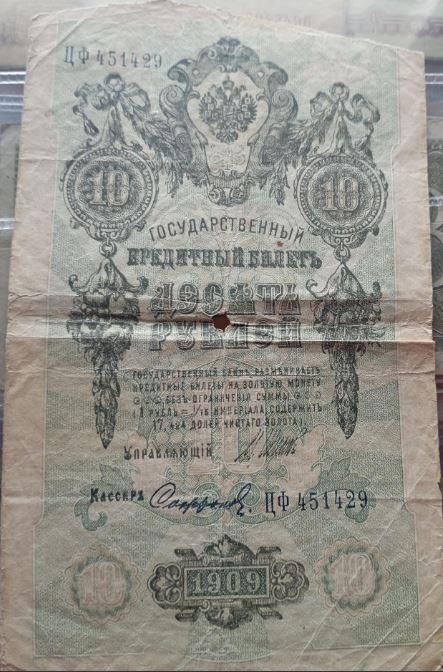 ЦФ 451429
10 10
ГОСУДАРСТВЕННЫЙ
КРЕДИТНЫЙ БИЛЕТЪ
ДЕСЯТЬ
РУБЛЕЙ
ГОСУДАРСТВЕННЫЙ БАНКЪ РАЗМѢНИВАЕТЪ
КРЕДИТНЫЕ БИЛЕТЫ НА ЗОЛОТУЮ МОНЕТУ
БЕЗЪ ОГРАНИЧЕНІЯ СУММЫ
(1 РУБЛЬ = 1/15 ИМПЕРІАЛА, СОДЕРЖИТЪ
17,424 ДОЛЕЙ ЧИСТАГО ЗОЛОТА)
УПРАВЛЯЮЩІЙ
Кассиръ ЦФ 451429
10 1909 10